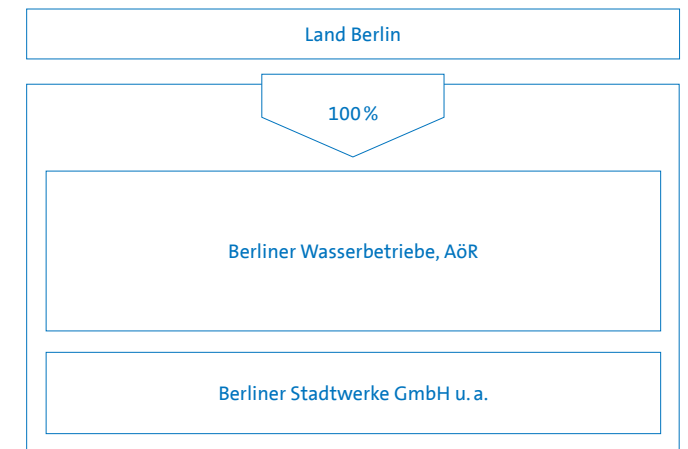 Land Berlin
100 %
Berliner Wasserbetriebe, AöR
Berliner Stadtwerke GmbH u. a.